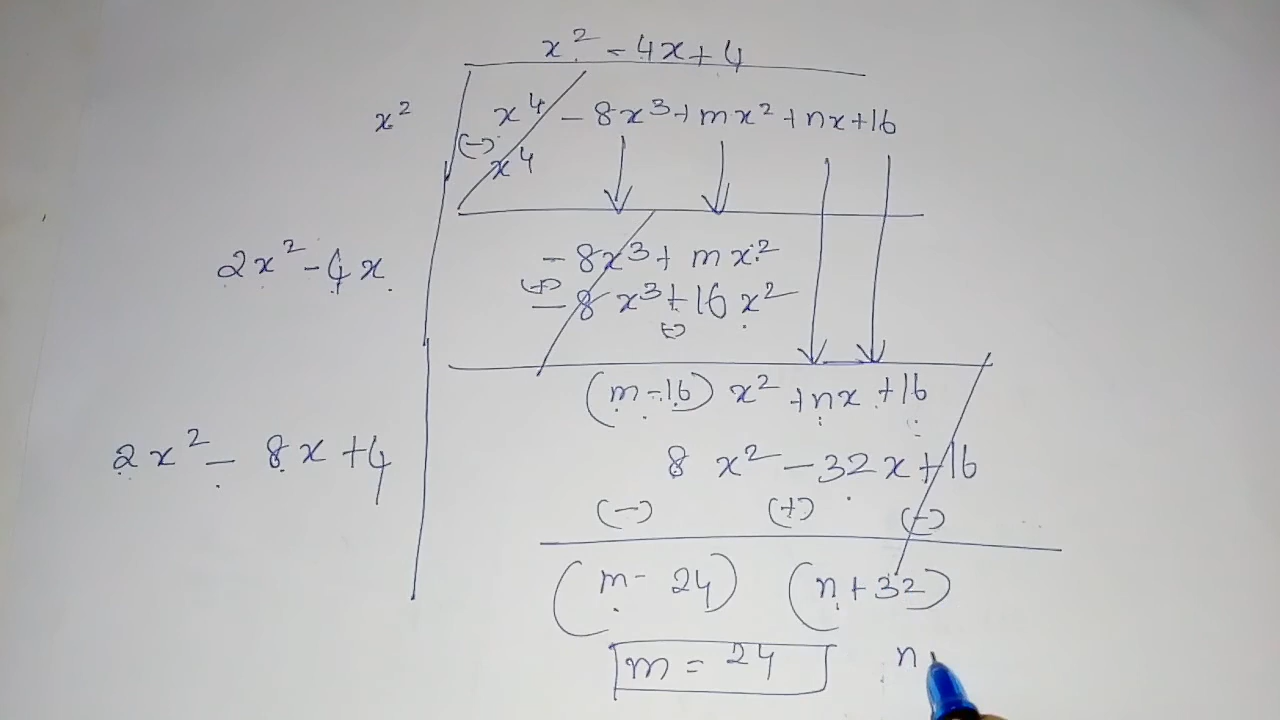 x² - 4x + 4
x² x⁴ - 8x³ + mx² + nx + 16
(-) x⁴
2x² - 4x - 8x³ + mx²
(+) - 8x³ + 16x²
(-)
(m-16) x² + nx + 16
2x² - 8x + 4 8x² - 32x + 16
(-) (+) (-)
(m - 24) (n + 32)
m = 24 n